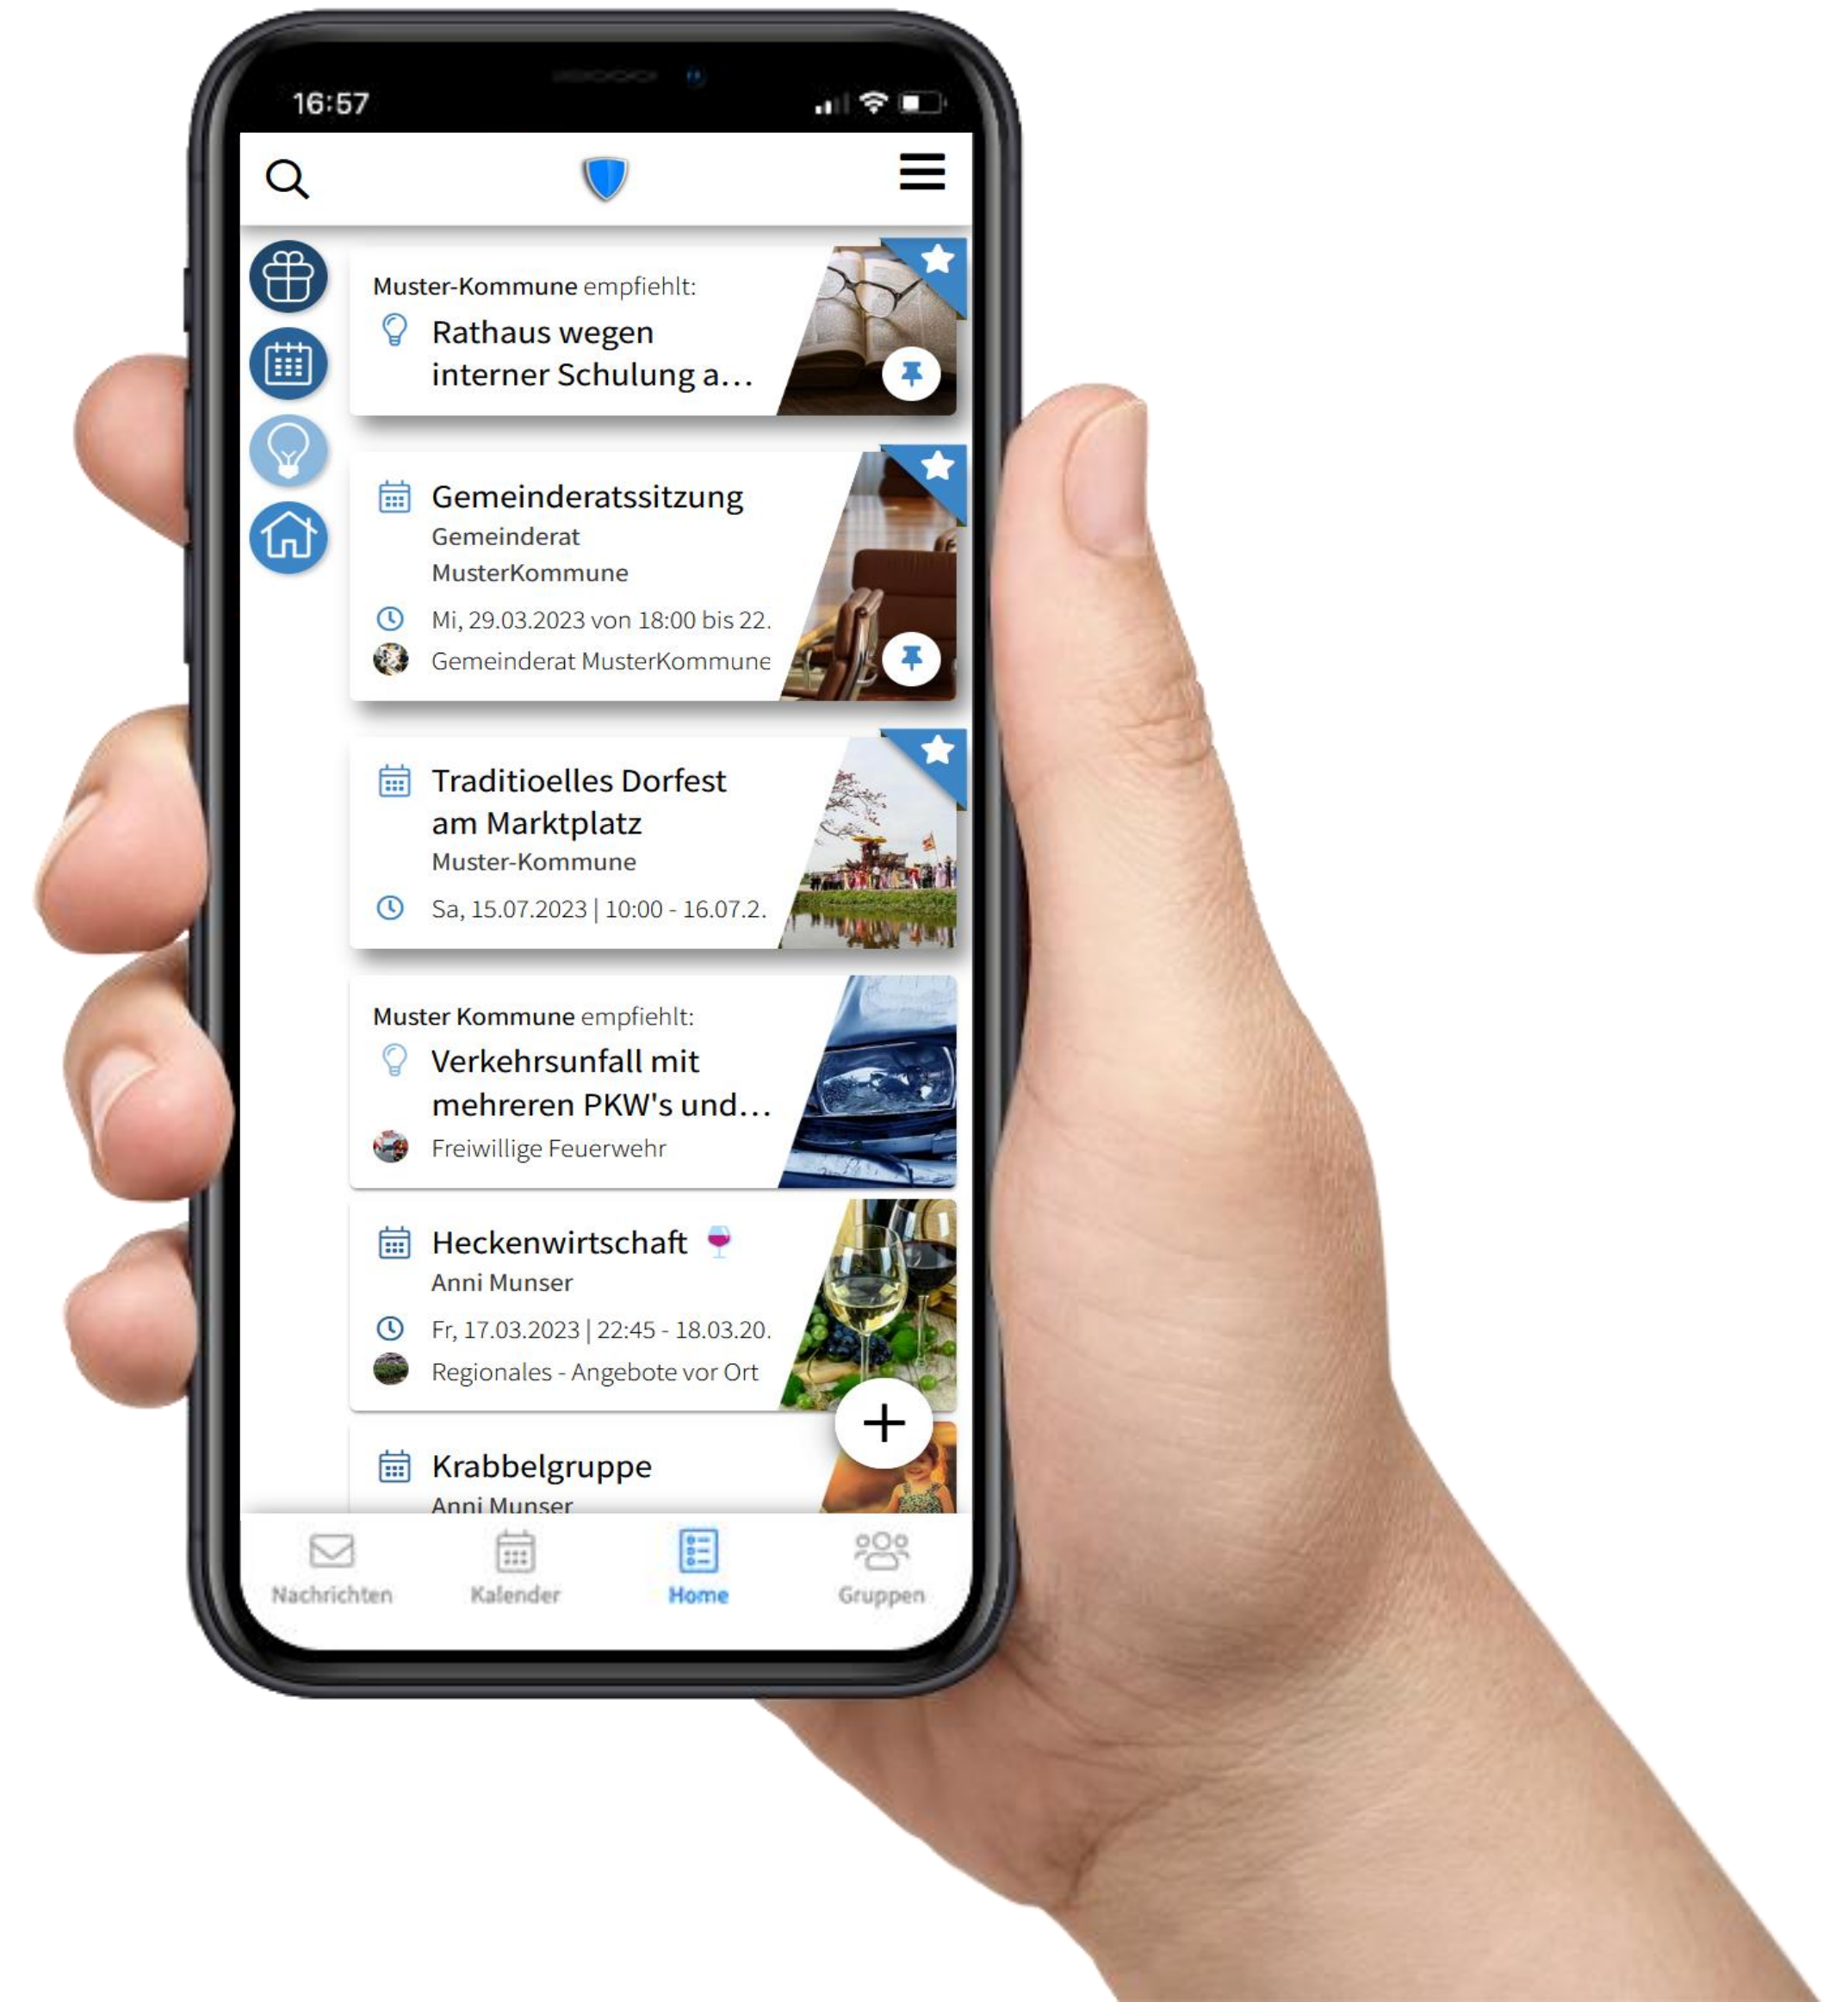 16:57
Muster-Kommune empfiehlt:
Rathaus wegen
interner Schulung a...
Gemeinderatssitzung
Gemeinderat
MusterKommune
Mi, 29.03.2023 von 18:00 bis 22.
Gemeinderat MusterKommune
Traditioelles Dorfest
am Marktplatz
Muster-Kommune
Sa, 15.07.2023 | 10:00 - 16.07.2.
Muster Kommune empfiehlt:
Verkehrsunfall mit
mehreren PKW's und...
Freiwillige Feuerwehr
Heckenwirtschaft 🍷
Anni Munser
Fr, 17.03.2023 | 22:45 - 18.03.20.
Regionales - Angebote vor Ort
Krabbelgruppe
Anni Munser
Nachrichten
Kalender
Home
Gruppen